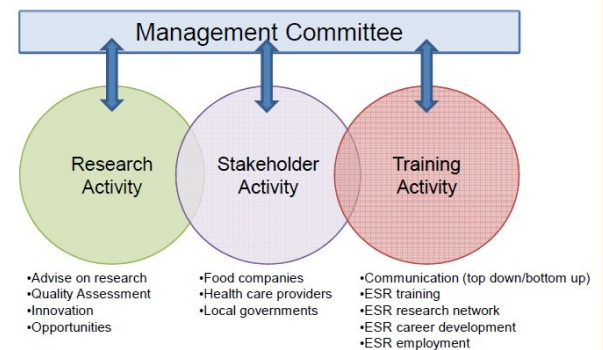 Management Committee
Research
Activity
Stakeholder
Activity
Training
Activity
•Advise on research
•Quality Assessment
•Innovation
•Opportunities
•Food companies
•Health care providers
•Local governments
•Communication (top down/bottom up)
•ESR training
•ESR research network
•ESR career development
•ESR employment